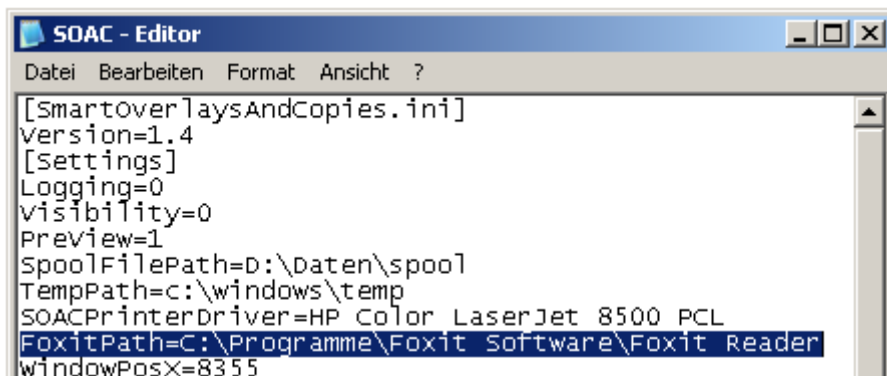 SOAC - Editor
Datei Bearbeiten Format Ansicht ?
[SmartOverlaysAndCopies.ini]
Version=1.4
[Settings]
Logging=0
Visibility=0
PreView=1
SpoolFilePath=D:\Daten\spool
TempPath=c:\windows\temp
SOACPrinterDriver=HP Color LaserJet 8500 PCL
FoxitPath=C:\Programme\Foxit Software\Foxit Reader
WindowPosX=8355